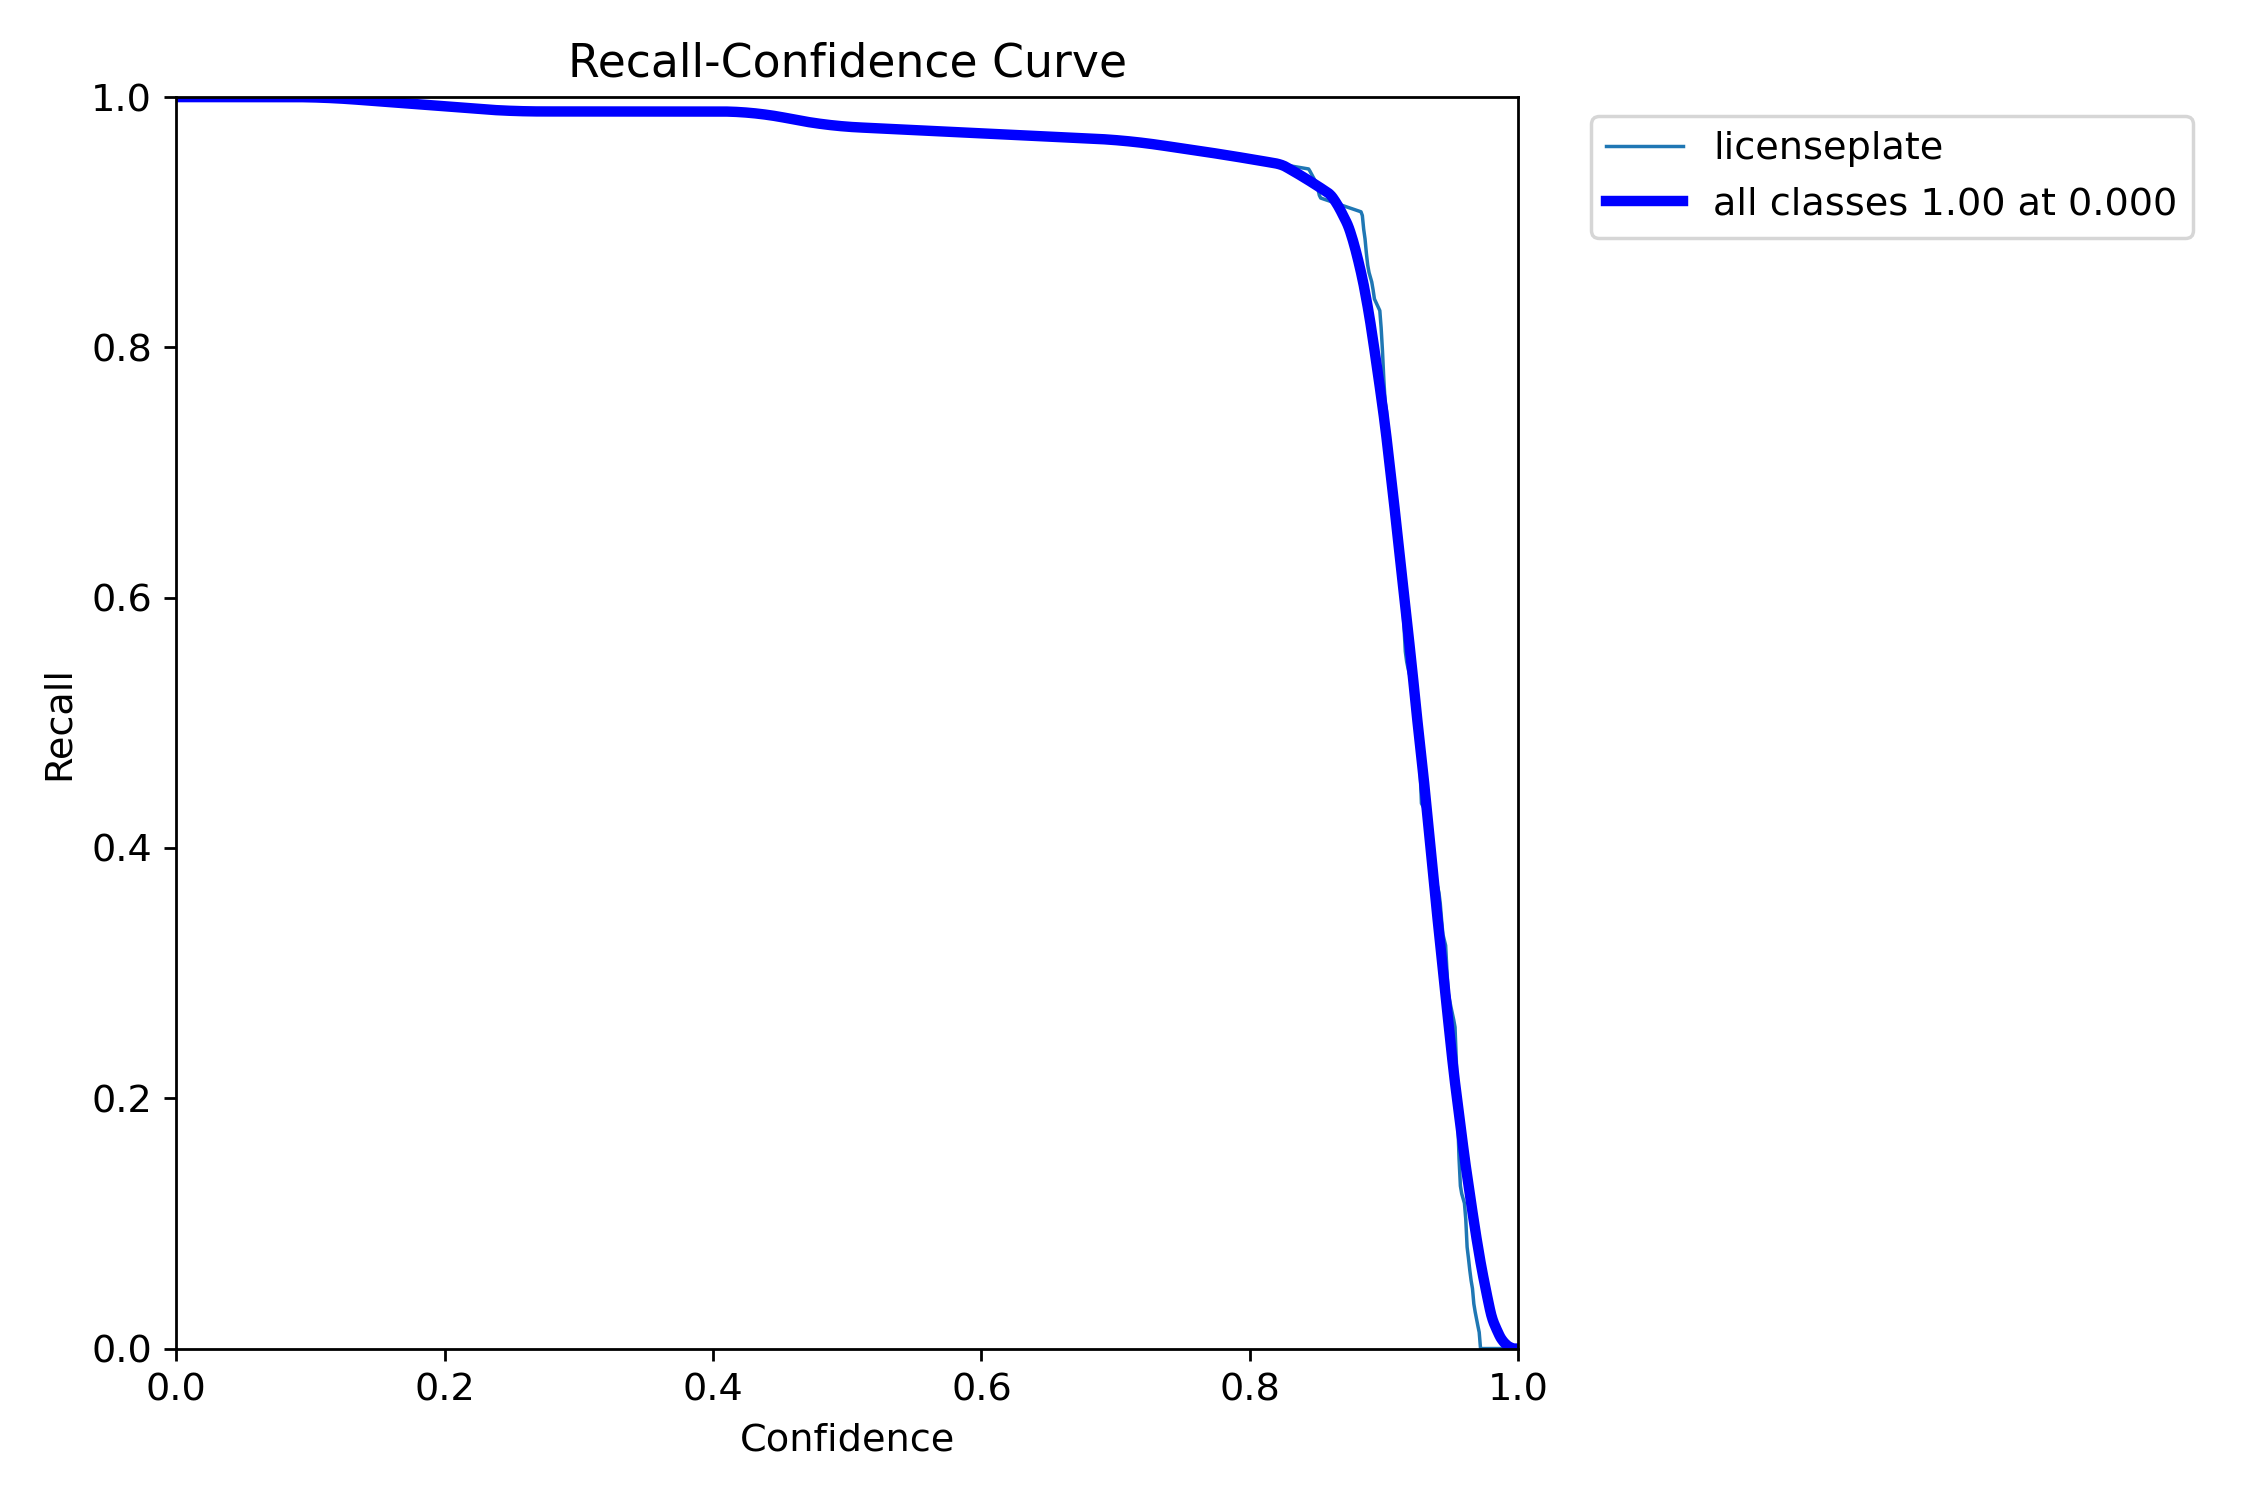 Recall-Confidence Curve
licenseplate
all classes 1.00 at 0.000
1.0
0.8
0.6
0.4
0.2
0.0
Recall
0.0 0.2 0.4 0.6 0.8 1.0
Confidence